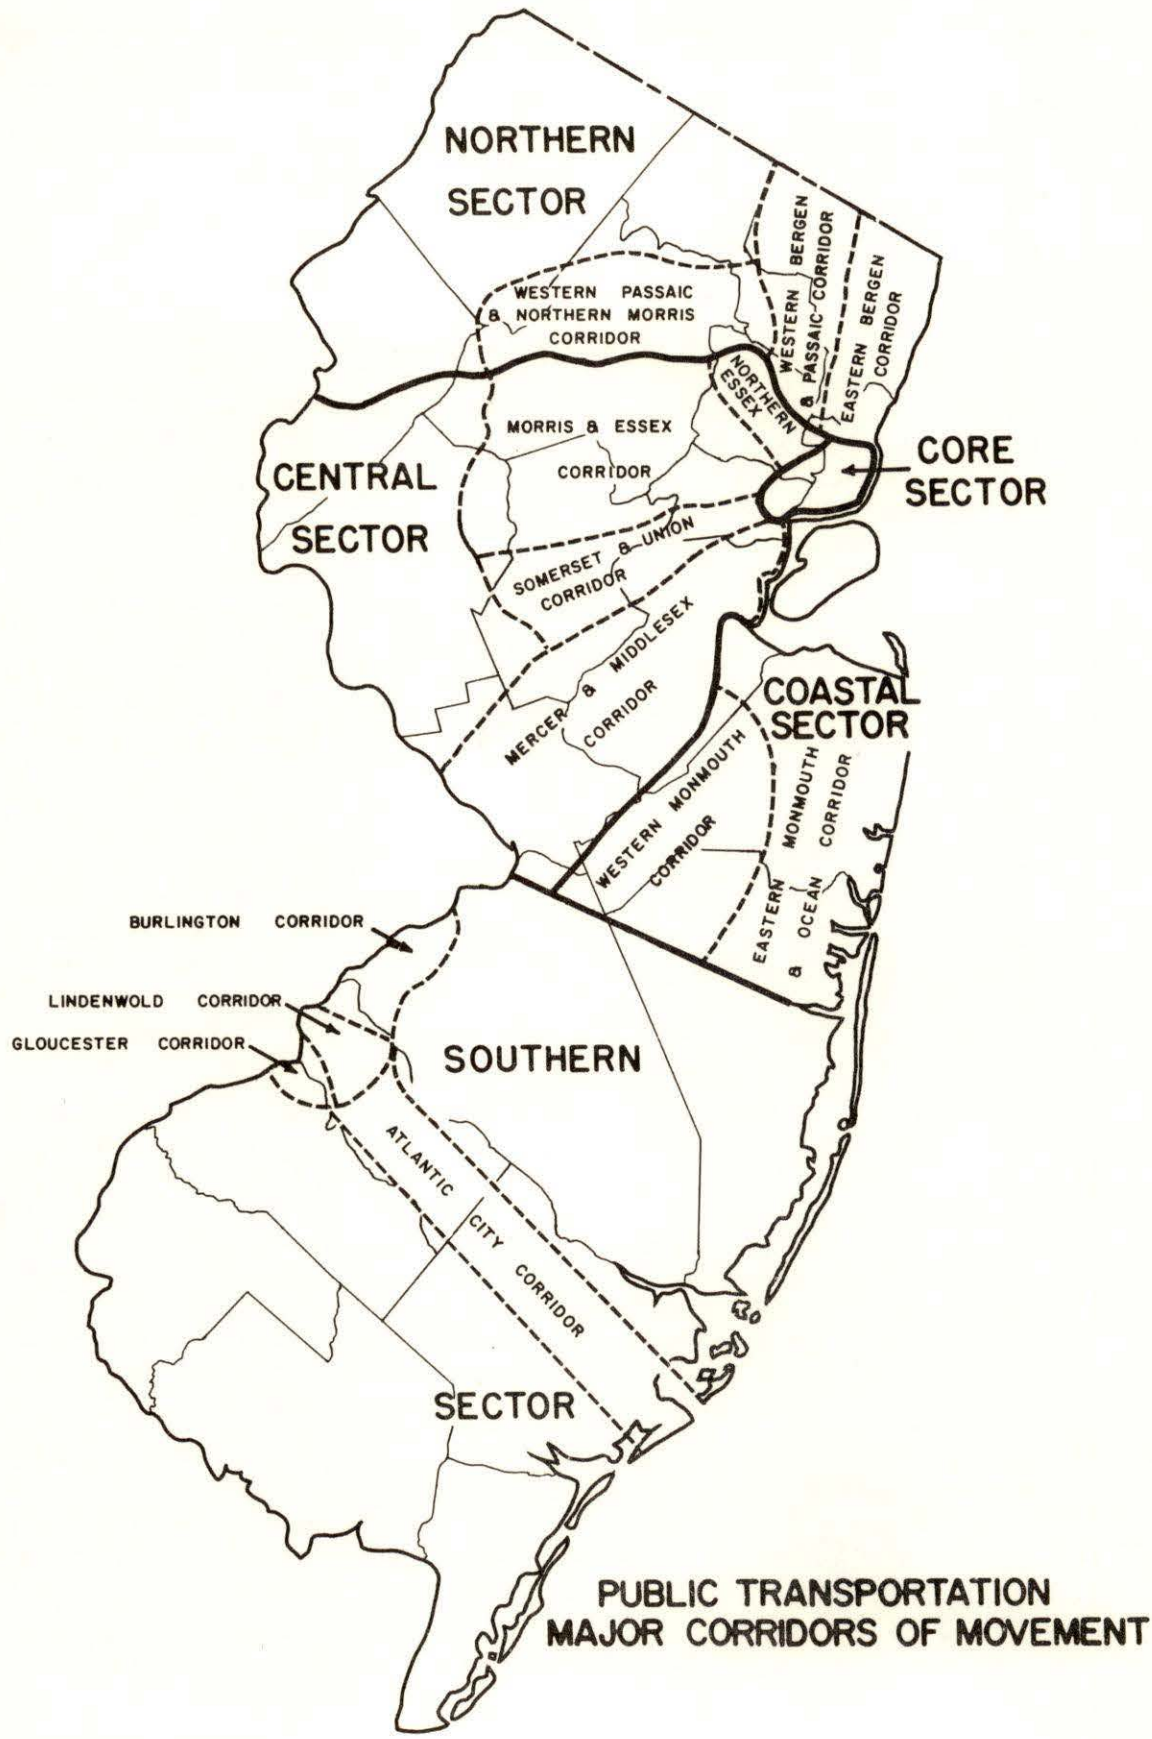 NORTHERN
SECTOR
WESTERN BERGEN
& PASSAIC CORRIDOR
EASTERN BERGEN
CORRIDOR
WESTERN PASSAIC
& NORTHERN MORRIS
CORRIDOR
NORTHERN
ESSEX
MORRIS & ESSEX
CORRIDOR
CORE
SECTOR
CENTRAL
SECTOR
SOMERSET & UNION
CORRIDOR
MERCER & MIDDLESEX
CORRIDOR
COASTAL
SECTOR
WESTERN MONMOUTH
CORRIDOR
EASTERN MONMOUTH
& OCEAN CORRIDOR
BURLINGTON CORRIDOR
LINDENWOLD CORRIDOR
GLOUCESTER CORRIDOR
SOUTHERN
ATLANTIC CITY CORRIDOR
SECTOR
PUBLIC TRANSPORTATION
MAJOR CORRIDORS OF MOVEMENT